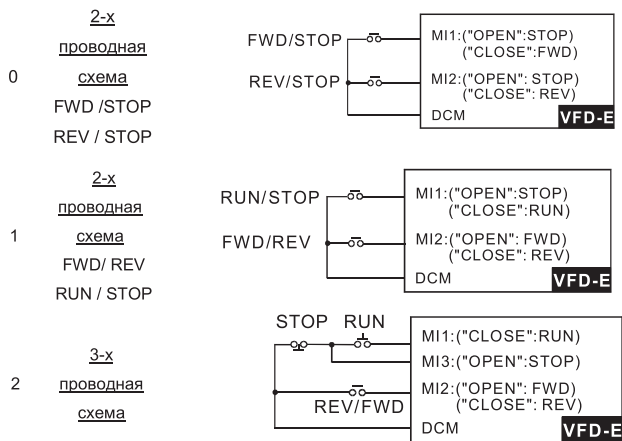 2-х
проводная
схема
0
FWD /STOP
REV / STOP
FWD/STOP
REV/STOP
MI1:("OPEN":STOP)
("CLOSE":FWD)
MI2:("OPEN": STOP)
("CLOSE": REV)
DCM
VFD-E
2-х
проводная
схема
1
FWD/ REV
RUN / STOP
RUN/STOP
FWD/REV
MI1:("OPEN":STOP)
("CLOSE":RUN)
MI2:("OPEN": FWD)
("CLOSE": REV)
DCM
VFD-E
3-х
проводная
схема
2
STOP RUN
REV/FWD
MI1:("CLOSE":RUN)
MI3:("OPEN":STOP)
MI2:("OPEN": FWD)
("CLOSE": REV)
DCM
VFD-E